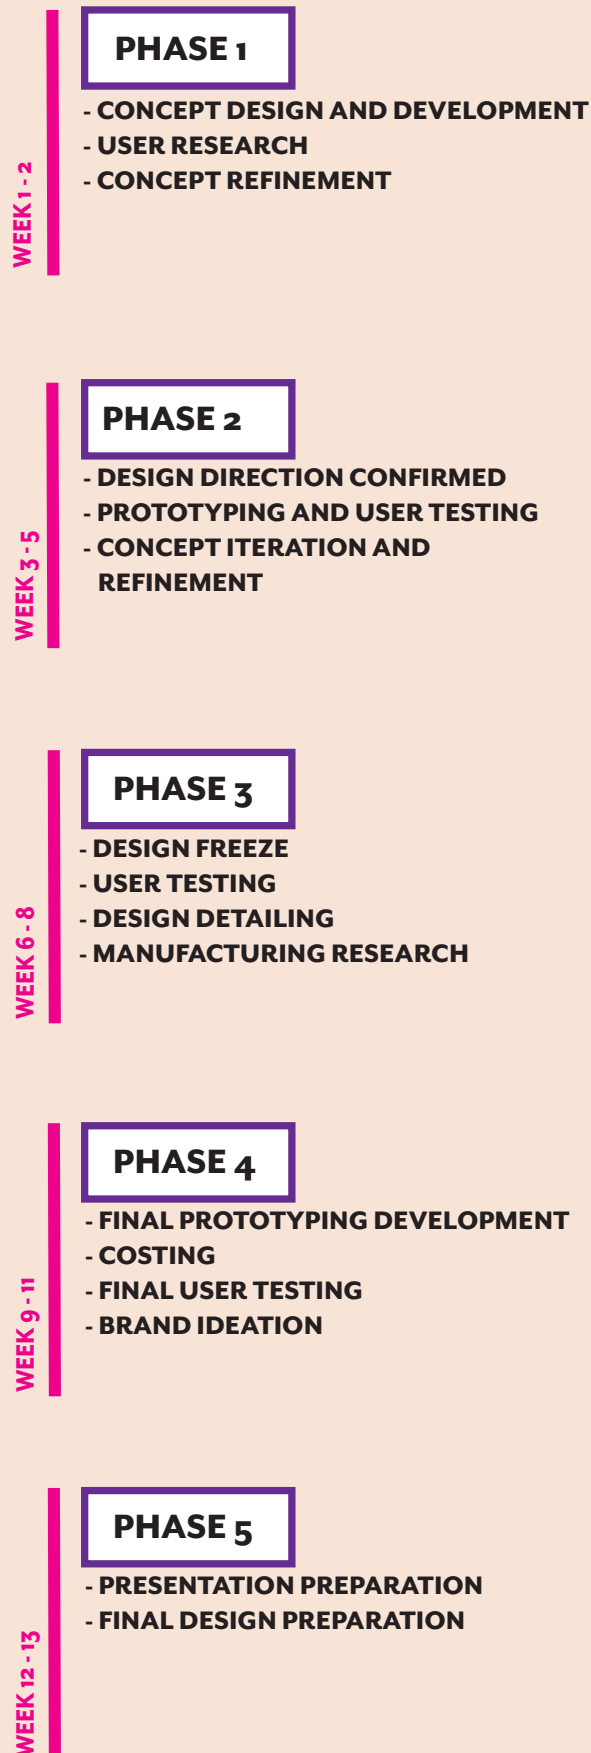 PHASE 1
- CONCEPT DESIGN AND DEVELOPMENT
- USER RESEARCH
- CONCEPT REFINEMENT
WEEK 1 - 2
PHASE 2
- DESIGN DIRECTION CONFIRMED
- PROTOTYPING AND USER TESTING
- CONCEPT ITERATION AND
REFINEMENT
WEEK 3 - 5
PHASE 3
- DESIGN FREEZE
- USER TESTING
- DESIGN DETAILING
- MANUFACTURING RESEARCH
WEEK 6 - 8
PHASE 4
- FINAL PROTOTYPING DEVELOPMENT
- COSTING
- FINAL USER TESTING
- BRAND IDEATION
WEEK 9 - 11
PHASE 5
- PRESENTATION PREPARATION
- FINAL DESIGN PREPARATION
WEEK 12 - 13